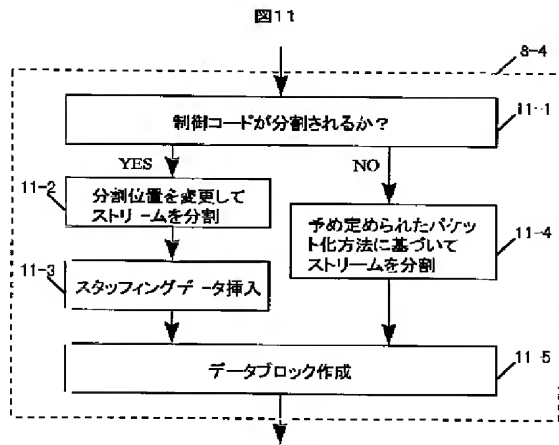 図11
8-4
制御コードが分割されるか?
11-1
YES
NO
11-2
分割位置を変更して
ストリームを分割
予め定められたパケッ
ト化方法に基づいて
ストリームを分割
11-4
11-3
スタッフィングデータ挿入
データブロック作成
11-5